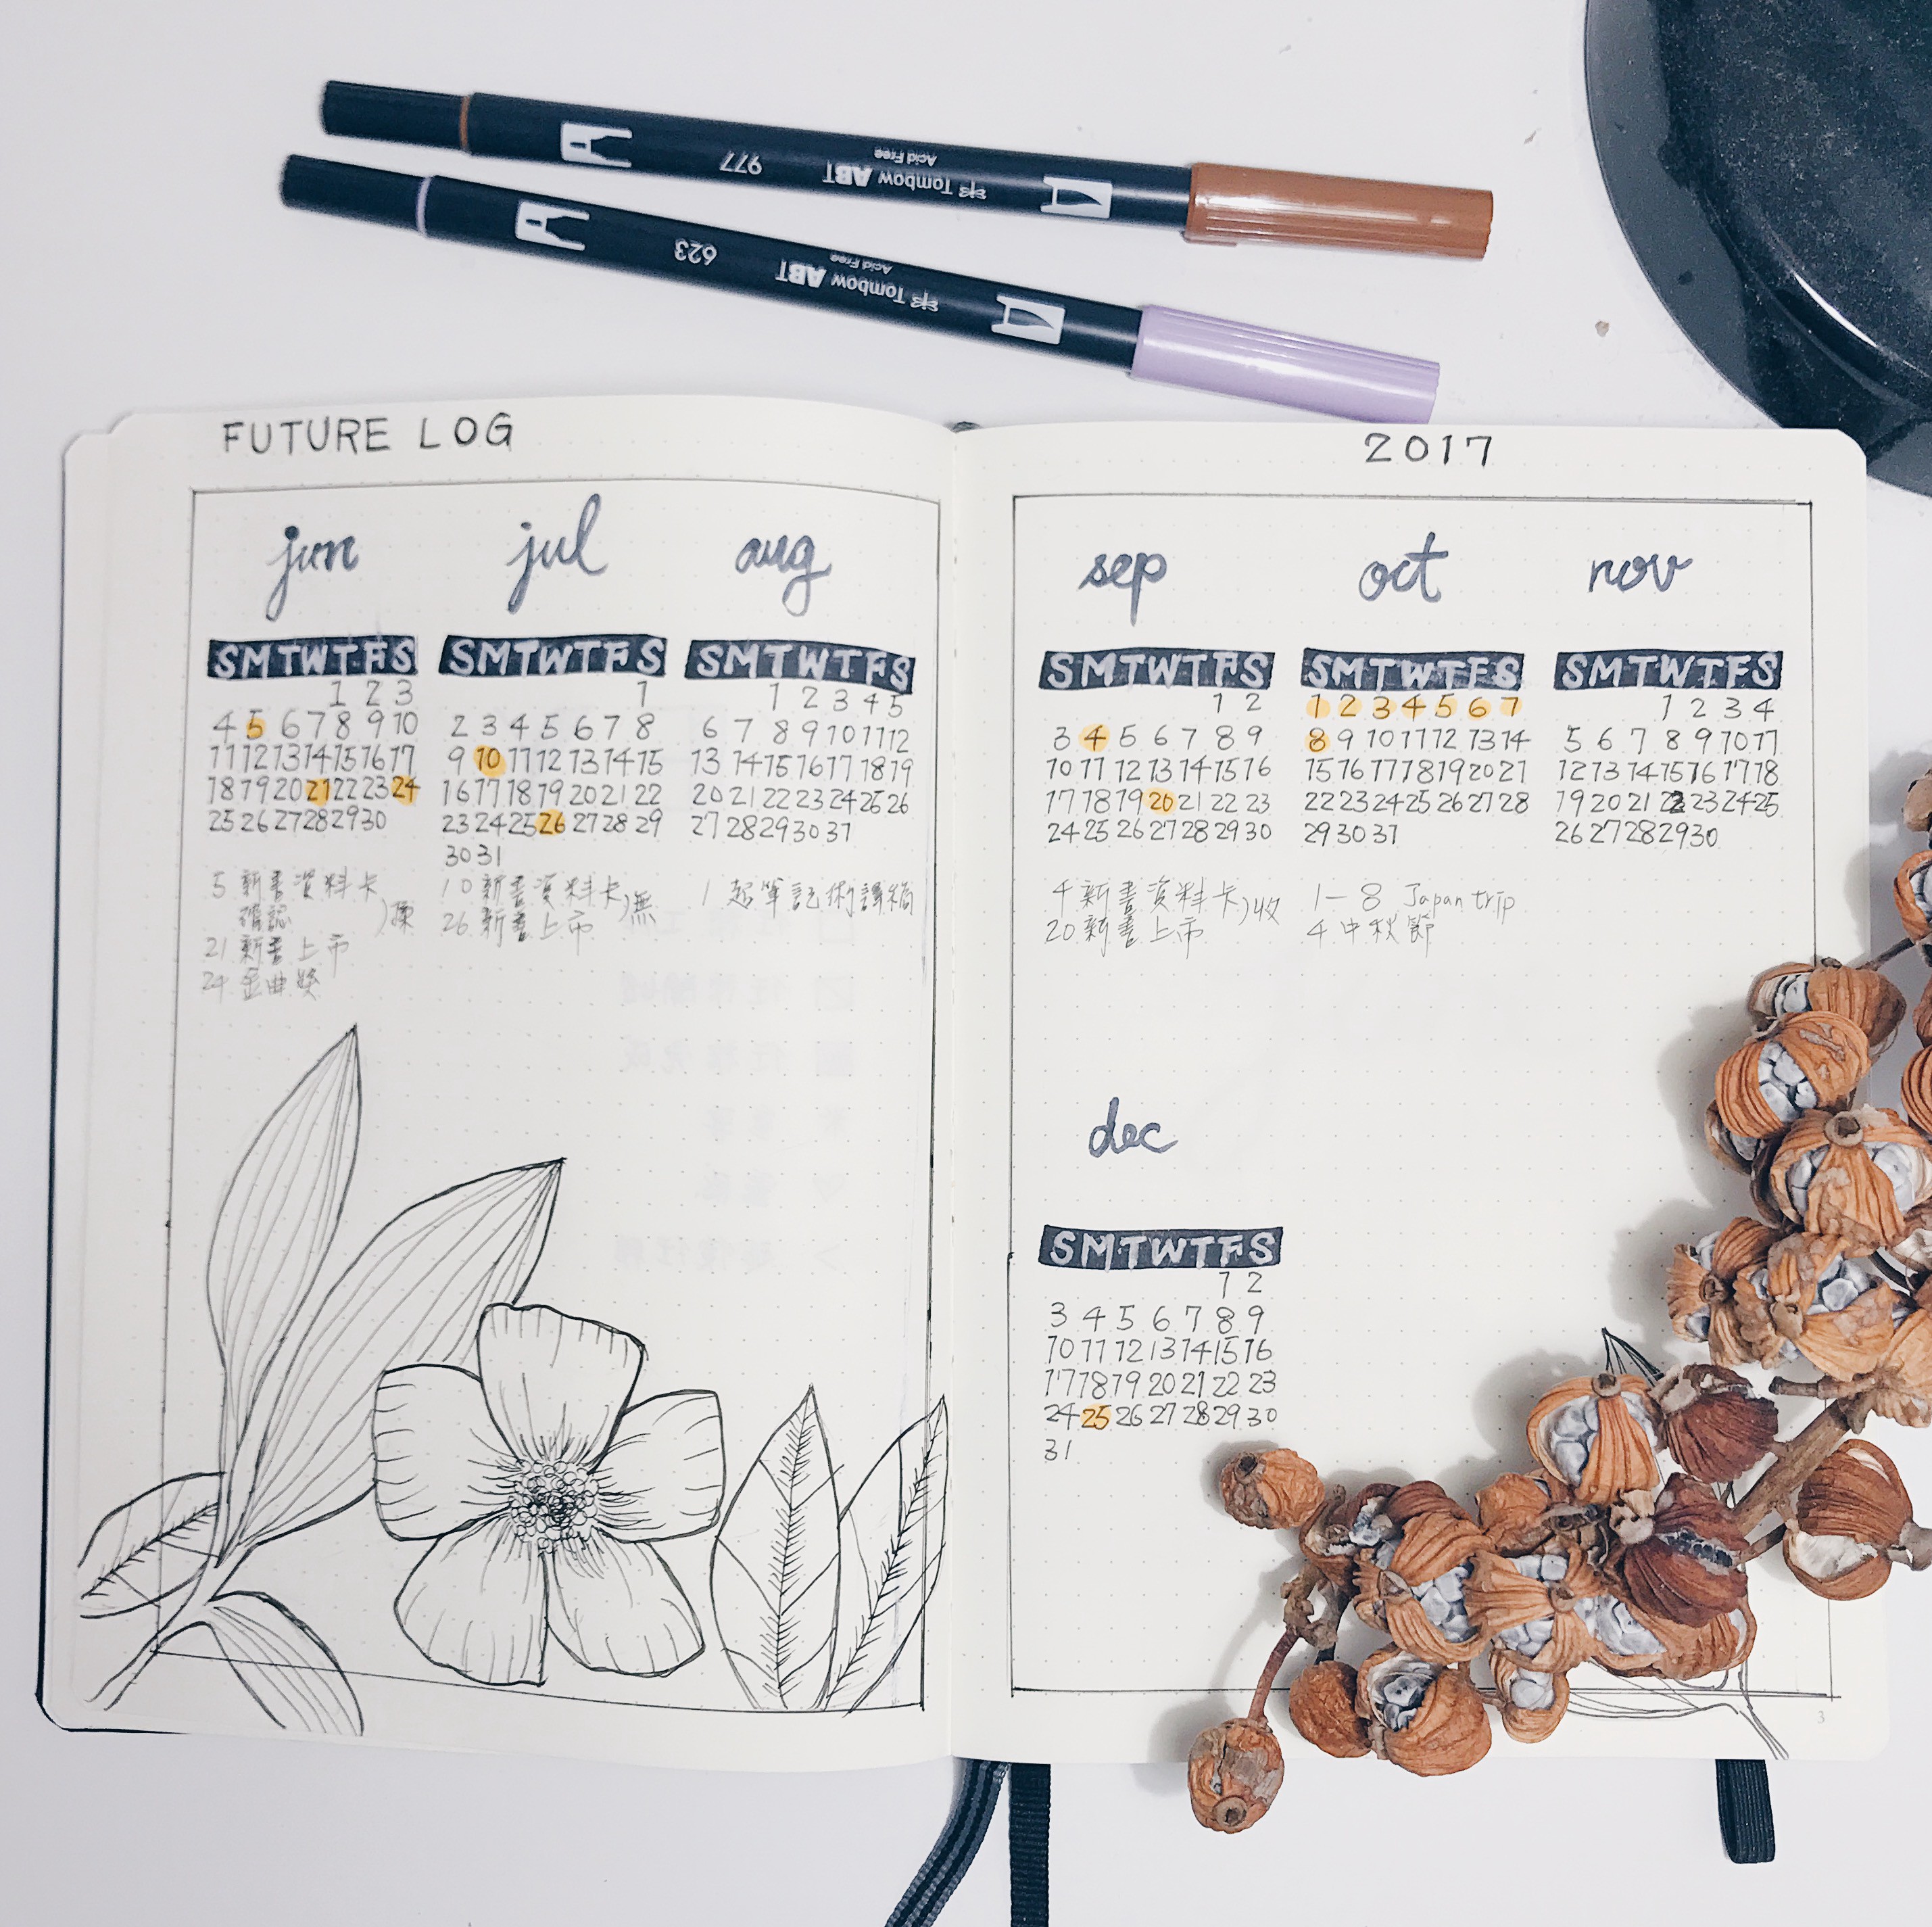 977 Tombow ABT Acid Free
623 Tombow ABT Acid Free
FUTURE LOG
2017
jun
SMTWTFS
1 2 3
4 5 6 7 8 9 10
11 12 13 14 15 16 17
18 19 20 21 22 23 24
25 26 27 28 29 30
5 新書資料卡
確認
21 新書上市
24 金曲獎
jul
SMTWTFS
1
2 3 4 5 6 7 8
9 10 11 12 13 14 15
16 17 18 19 20 21 22
23 24 25 26 27 28 29
30 31
10 新書資料卡
26 新書上市 )無
aug
SMTWTFS
1 2 3 4 5
6 7 8 9 10 11 12
13 14 15 16 17 18 19
20 21 22 23 24 25 26
27 28 29 30 31
1 超筆記術譯稿
sep
SMTWTFS
1 2
3 4 5 6 7 8 9
10 11 12 13 14 15 16
17 18 19 20 21 22 23
24 25 26 27 28 29 30
4 新書資料卡
20 新書上市 )收
oct
SMTWTFS
1 2 3 4 5 6 7
8 9 10 11 12 13 14
15 16 17 18 19 20 21
22 23 24 25 26 27 28
29 30 31
1-8 Japan trip
4 中秋節
nov
SMTWTFS
1 2 3 4
5 6 7 8 9 10 11
12 13 14 15 16 17 18
19 20 21 22 23 24 25
26 27 28 29 30
dec
SMTWTFS
1 2
3 4 5 6 7 8 9
10 11 12 13 14 15 16
17 18 19 20 21 22 23
24 25 26 27 28 29 30
31
3